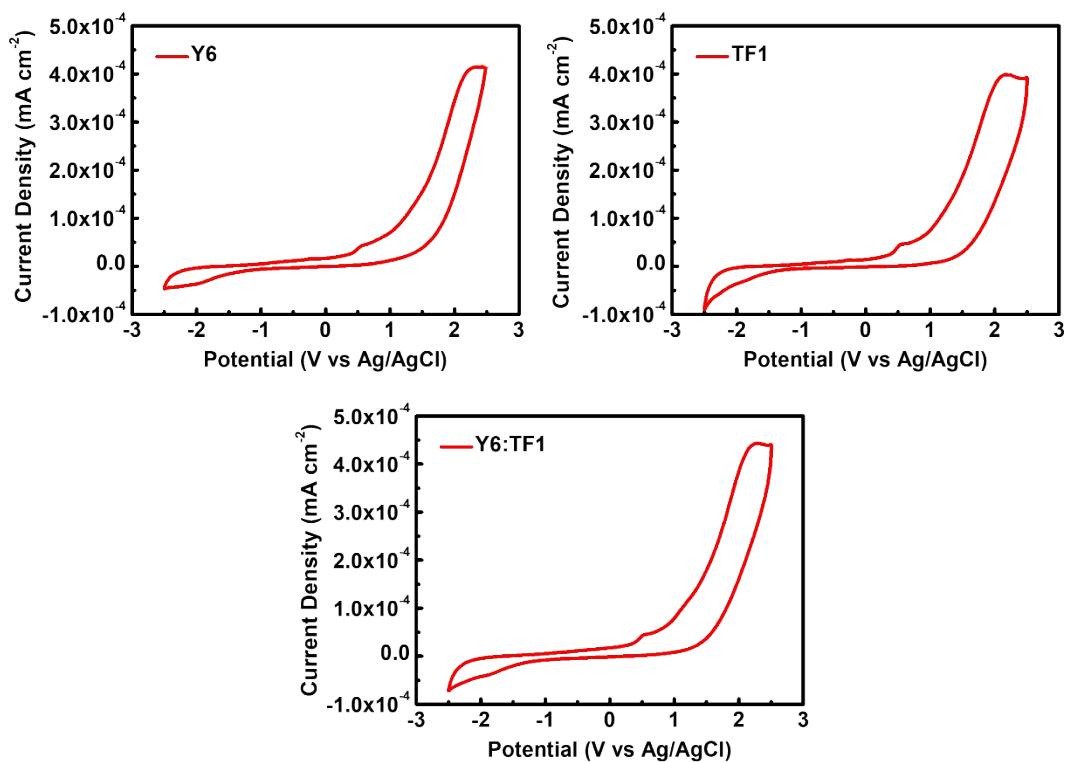 Y6
5.0x10⁻⁴
4.0x10⁻⁴
3.0x10⁻⁴
2.0x10⁻⁴
1.0x10⁻⁴
0.0
-1.0x10⁻⁴
Current Density (mA cm⁻²)
-3 -2 -1 0 1 2 3
Potential (V vs Ag/AgCl)
TF1
5.0x10⁻⁴
4.0x10⁻⁴
3.0x10⁻⁴
2.0x10⁻⁴
1.0x10⁻⁴
0.0
-1.0x10⁻⁴
Current Density (mA cm⁻²)
-3 -2 -1 0 1 2 3
Potential (V vs Ag/AgCl)
Y6:TF1
5.0x10⁻⁴
4.0x10⁻⁴
3.0x10⁻⁴
2.0x10⁻⁴
1.0x10⁻⁴
0.0
-1.0x10⁻⁴
Current Density (mA cm⁻²)
-3 -2 -1 0 1 2 3
Potential (V vs Ag/AgCl)